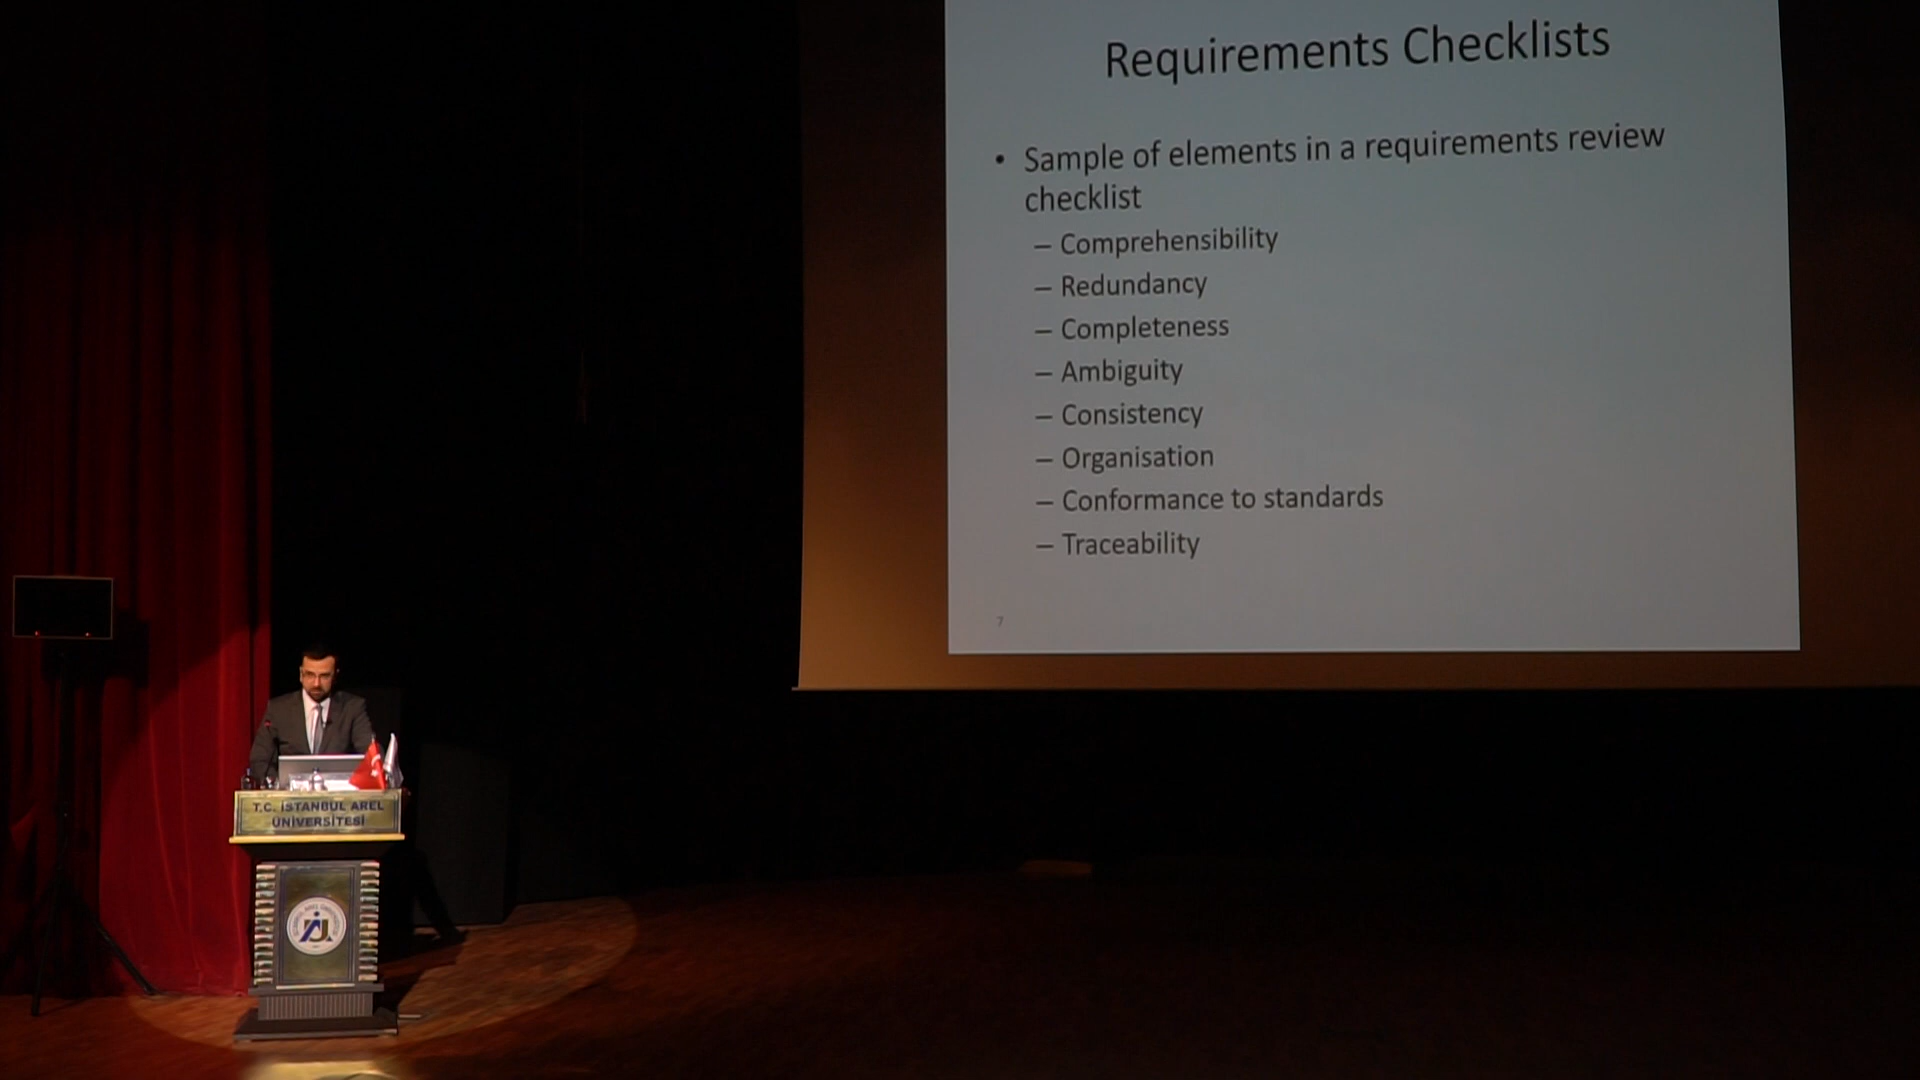 Requirements Checklists
• Sample of elements in a requirements review
checklist
– Comprehensibility
– Redundancy
– Completeness
– Ambiguity
– Consistency
– Organisation
– Conformance to standards
– Traceability
7
T.C. İSTANBUL AREL
ÜNİVERSİTESİ